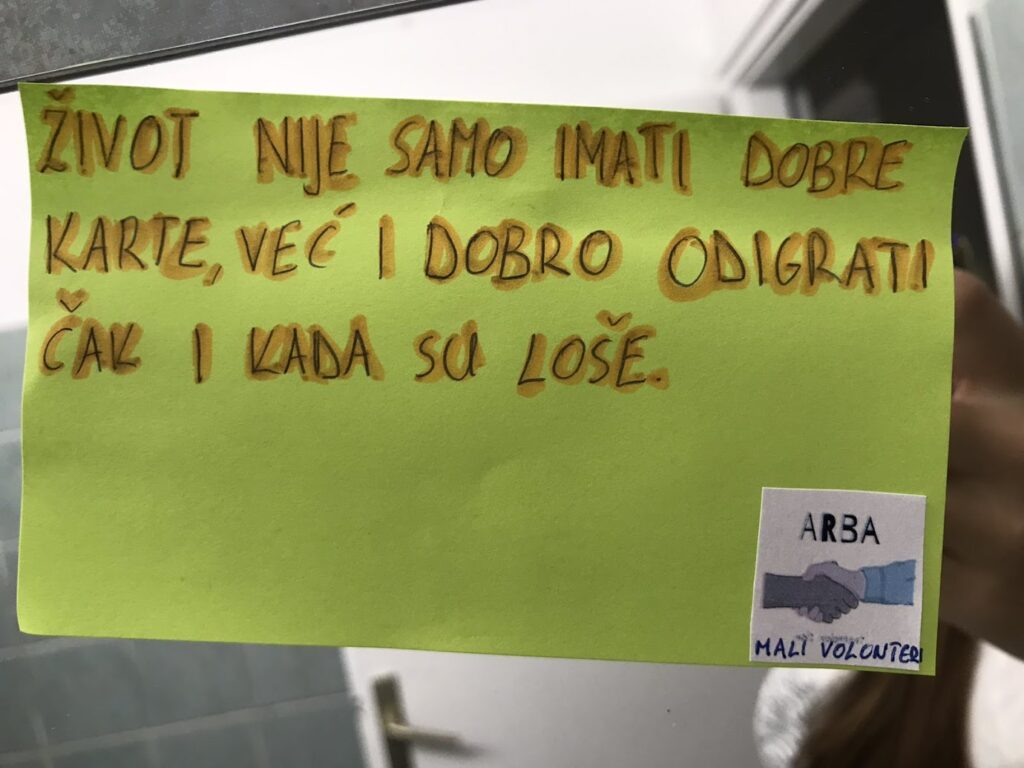 ŽIVOT NIJE SAMO IMATI DOBRE
KARTE, VEĆ I DOBRO ODIGRATI
ČAK I KADA SU LOŠE.
ARBA
MALI VOLONTERI